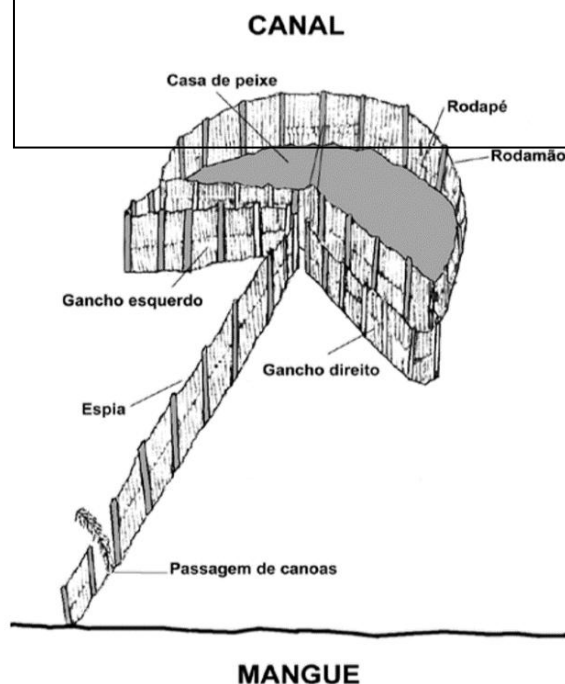 CANAL
Casa de peixe
Rodapé
Rodamão
Gancho esquerdo
Gancho direito
Espia
Passagem de canoas
MANGUE